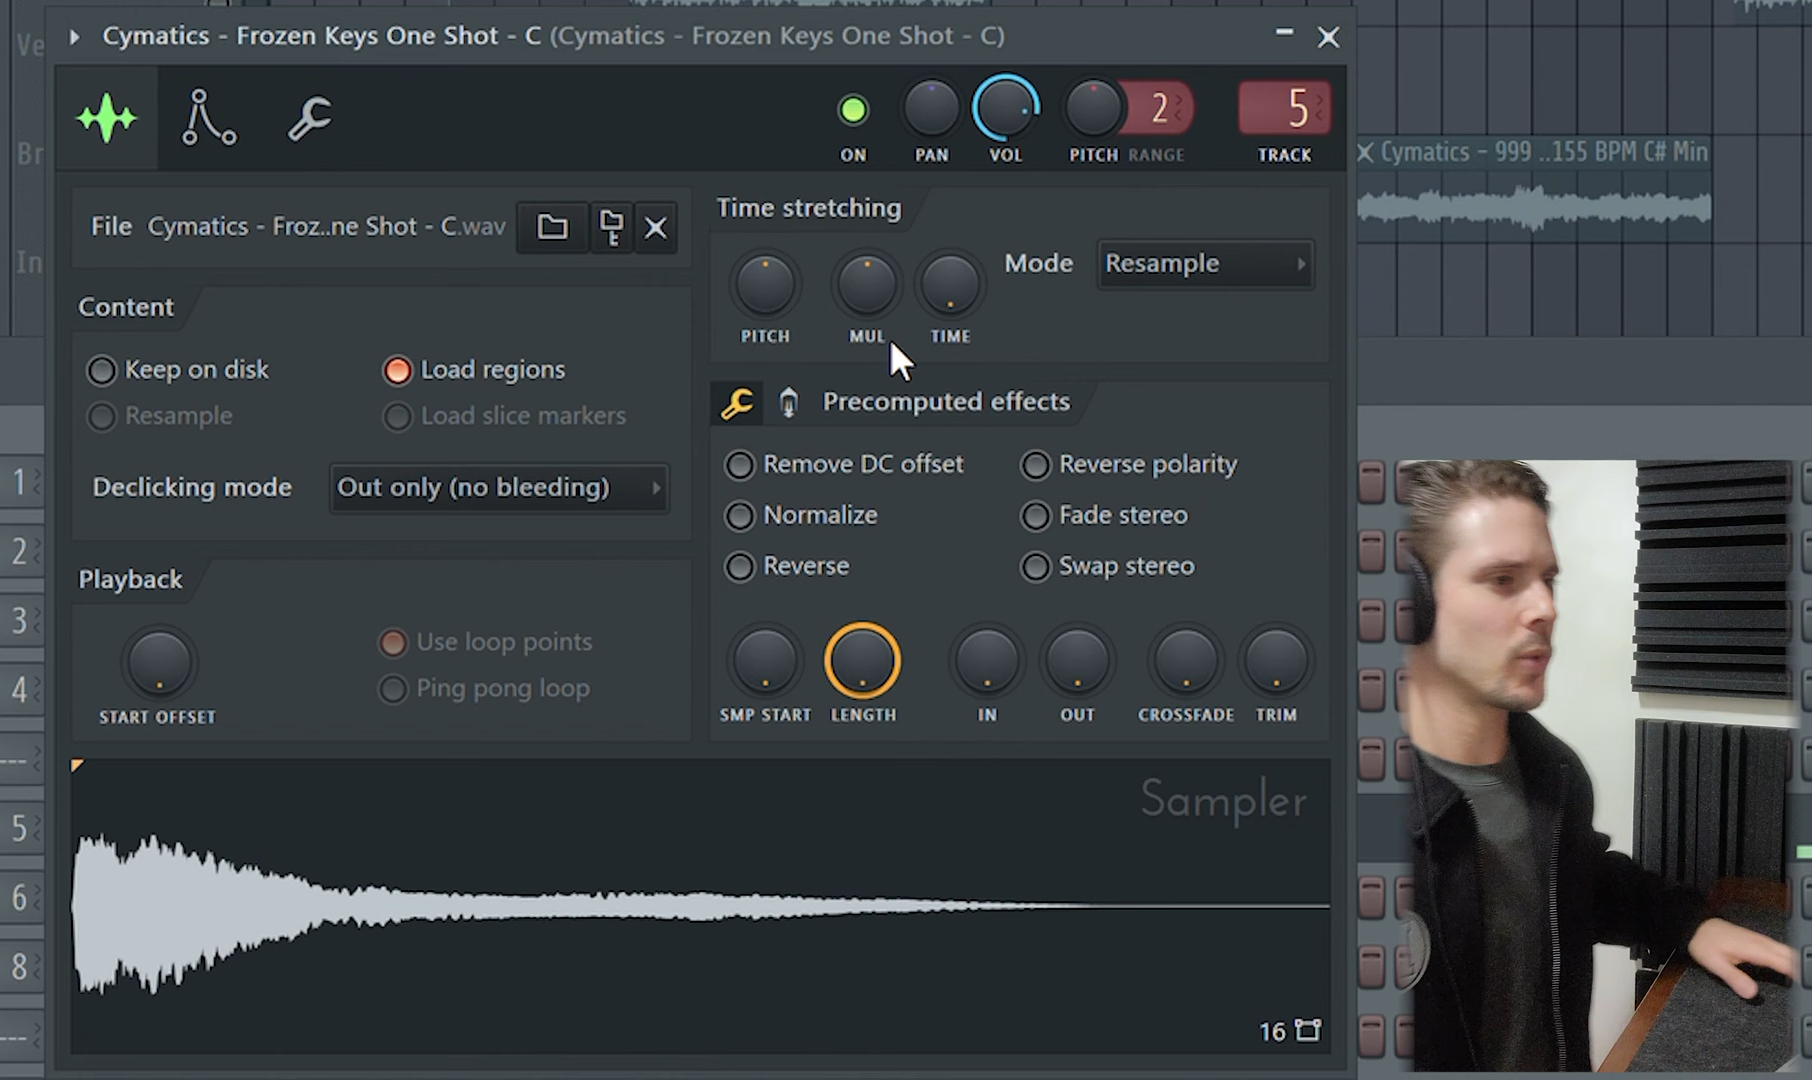 Cymatics - Frozen Keys One Shot - C (Cymatics - Frozen Keys One Shot - C)
Ve
Br
In
2
5
ON
PAN
VOL
PITCH RANGE
TRACK
Cymatics - 999 ..155 BPM C# Min
File Cymatics - Froz..ne Shot - C.wav
Time stretching
Mode Resample
PITCH
MUL
TIME
Content
Keep on disk
Load regions
Resample
Load slice markers
Declicking mode Out only (no bleeding)
Precomputed effects
Remove DC offset
Reverse polarity
Normalize
Fade stereo
Reverse
Swap stereo
Playback
Use loop points
Ping pong loop
START OFFSET
SMP START
LENGTH
IN
OUT
CROSSFADE
TRIM
Sampler
16
1
2
3
4
---
5
6
8
---